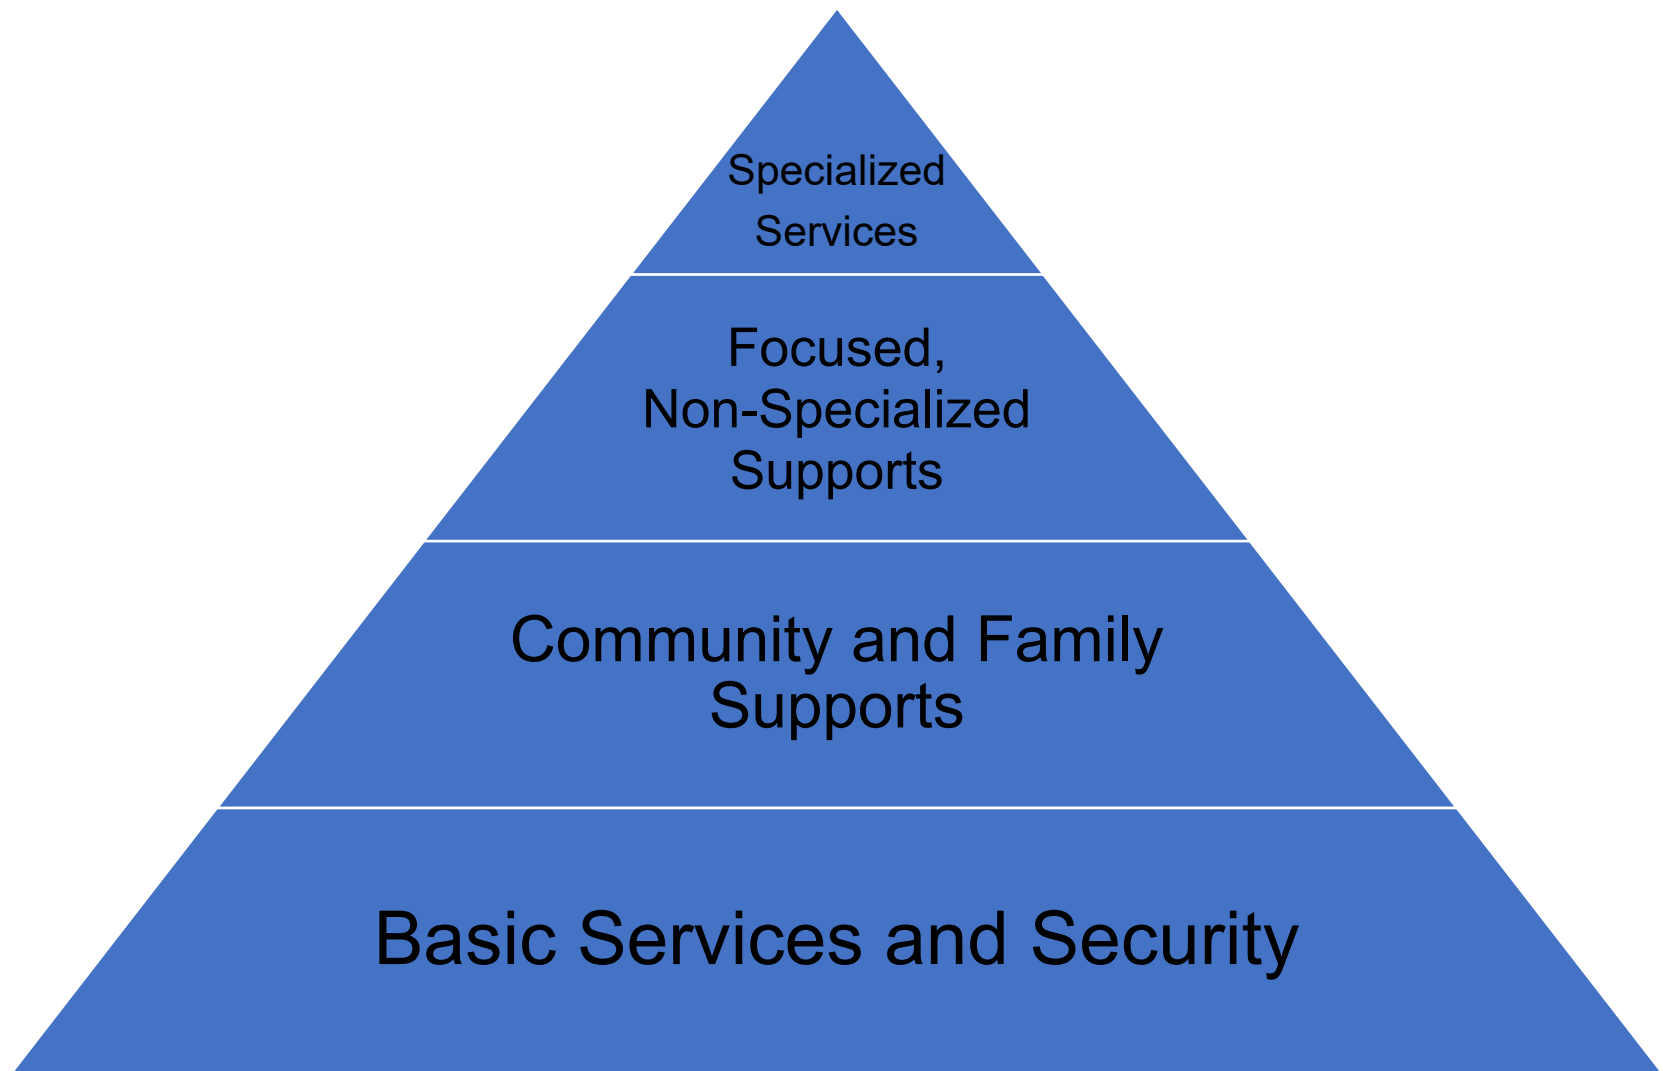 Specialized
Services
Focused,
Non-Specialized
Supports
Community and Family
Supports
Basic Services and Security